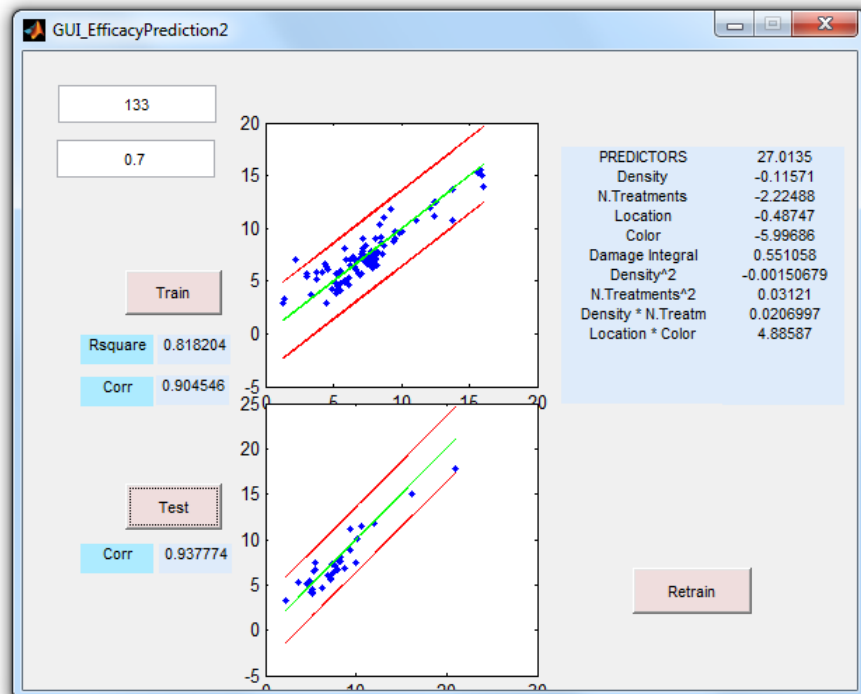 GUI_EfficacyPrediction2
133
0.7
Train
Rsquare 0.818204
Corr 0.904546
Test
Corr 0.937774
20
15
10
5
0
-5
0 5 10 15 20
25
20
15
10
5
0
-5
0 10 20 30
PREDICTORS 27.0135
Density -0.11571
N.Treatments -2.22488
Location -0.48747
Color -5.99686
Damage Integral 0.551058
Density^2 -0.00150679
N.Treatments^2 0.03121
Density * N.Treatm 0.0206997
Location * Color 4.88587
Retrain